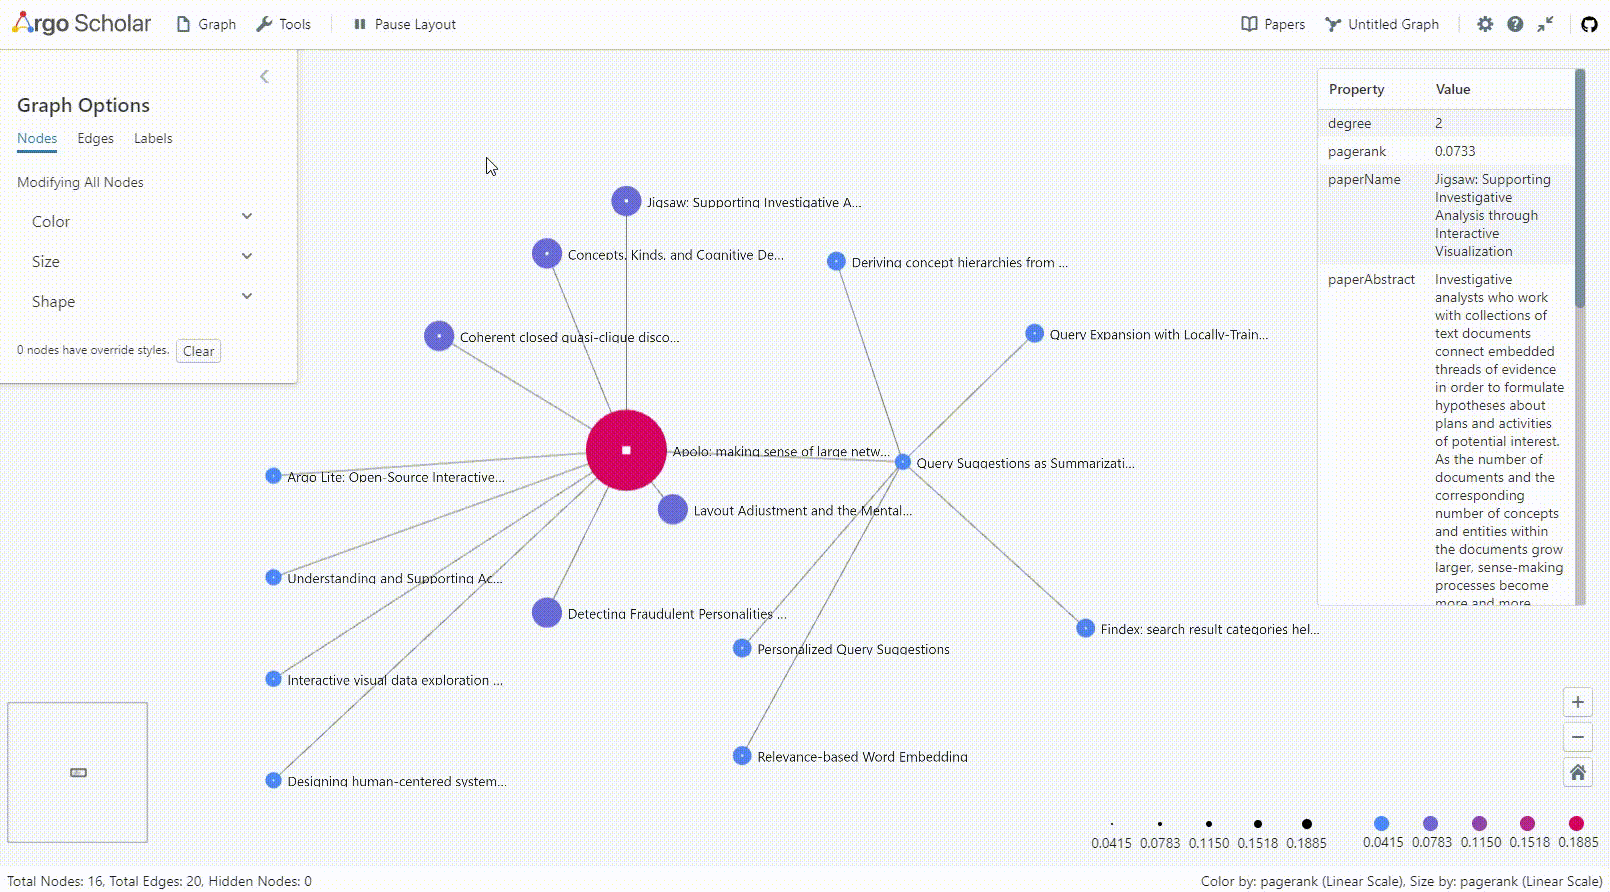 Argo Scholar Graph Tools Pause Layout Papers Untitled Graph
Graph Options
Nodes Edges Labels
Modifying All Nodes
Color
Size
Shape
0 nodes have override styles. Clear
Jigsaw: Supporting Investigative A...
Concepts, Kinds, and Cognitive De...
Deriving concept hierarchies from ...
Coherent closed quasi-clique disco...
Query Expansion with Locally-Train...
Apolo: making sense of large netw...
Query Suggestions as Summarizati...
Argo Lite: Open-Source Interactive...
Layout Adjustment and the Mental...
Understanding and Supporting Ac...
Detecting Fraudulent Personalities ...
Findex: search result categories hel...
Personalized Query Suggestions
Interactive visual data exploration ...
Relevance-based Word Embedding
Designing human-centered system...
Property Value
degree 2
pagerank 0.0733
paperName Jigsaw: Supporting
Investigative
Analysis through
Interactive
Visualization
paperAbstract Investigative
analysts who work
with collections of
text documents
connect embedded
threads of evidence
in order to formulate
hypotheses about
plans and activities
of potential interest.
As the number of
documents and the
corresponding
number of concepts
and entities within
the documents grow
larger, sense-making
processes become
more and more
0.0415 0.0783 0.1150 0.1518 0.1885
0.0415 0.0783 0.1150 0.1518 0.1885
Total Nodes: 16, Total Edges: 20, Hidden Nodes: 0
Color by: pagerank (Linear Scale), Size by: pagerank (Linear Scale)